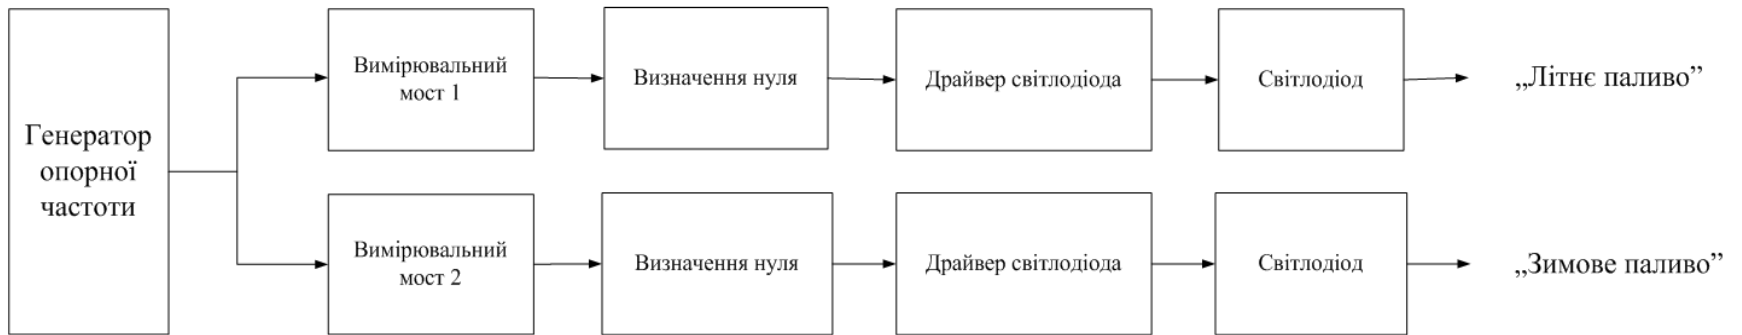 Генератор
опорної
частоти
Вимірювальний
мост 1
Визначення нуля
Драйвер світлодіода
Світлодіод
„Літнє паливо”
Вимірювальний
мост 2
Визначення нуля
Драйвер світлодіода
Світлодіод
„Зимове паливо”